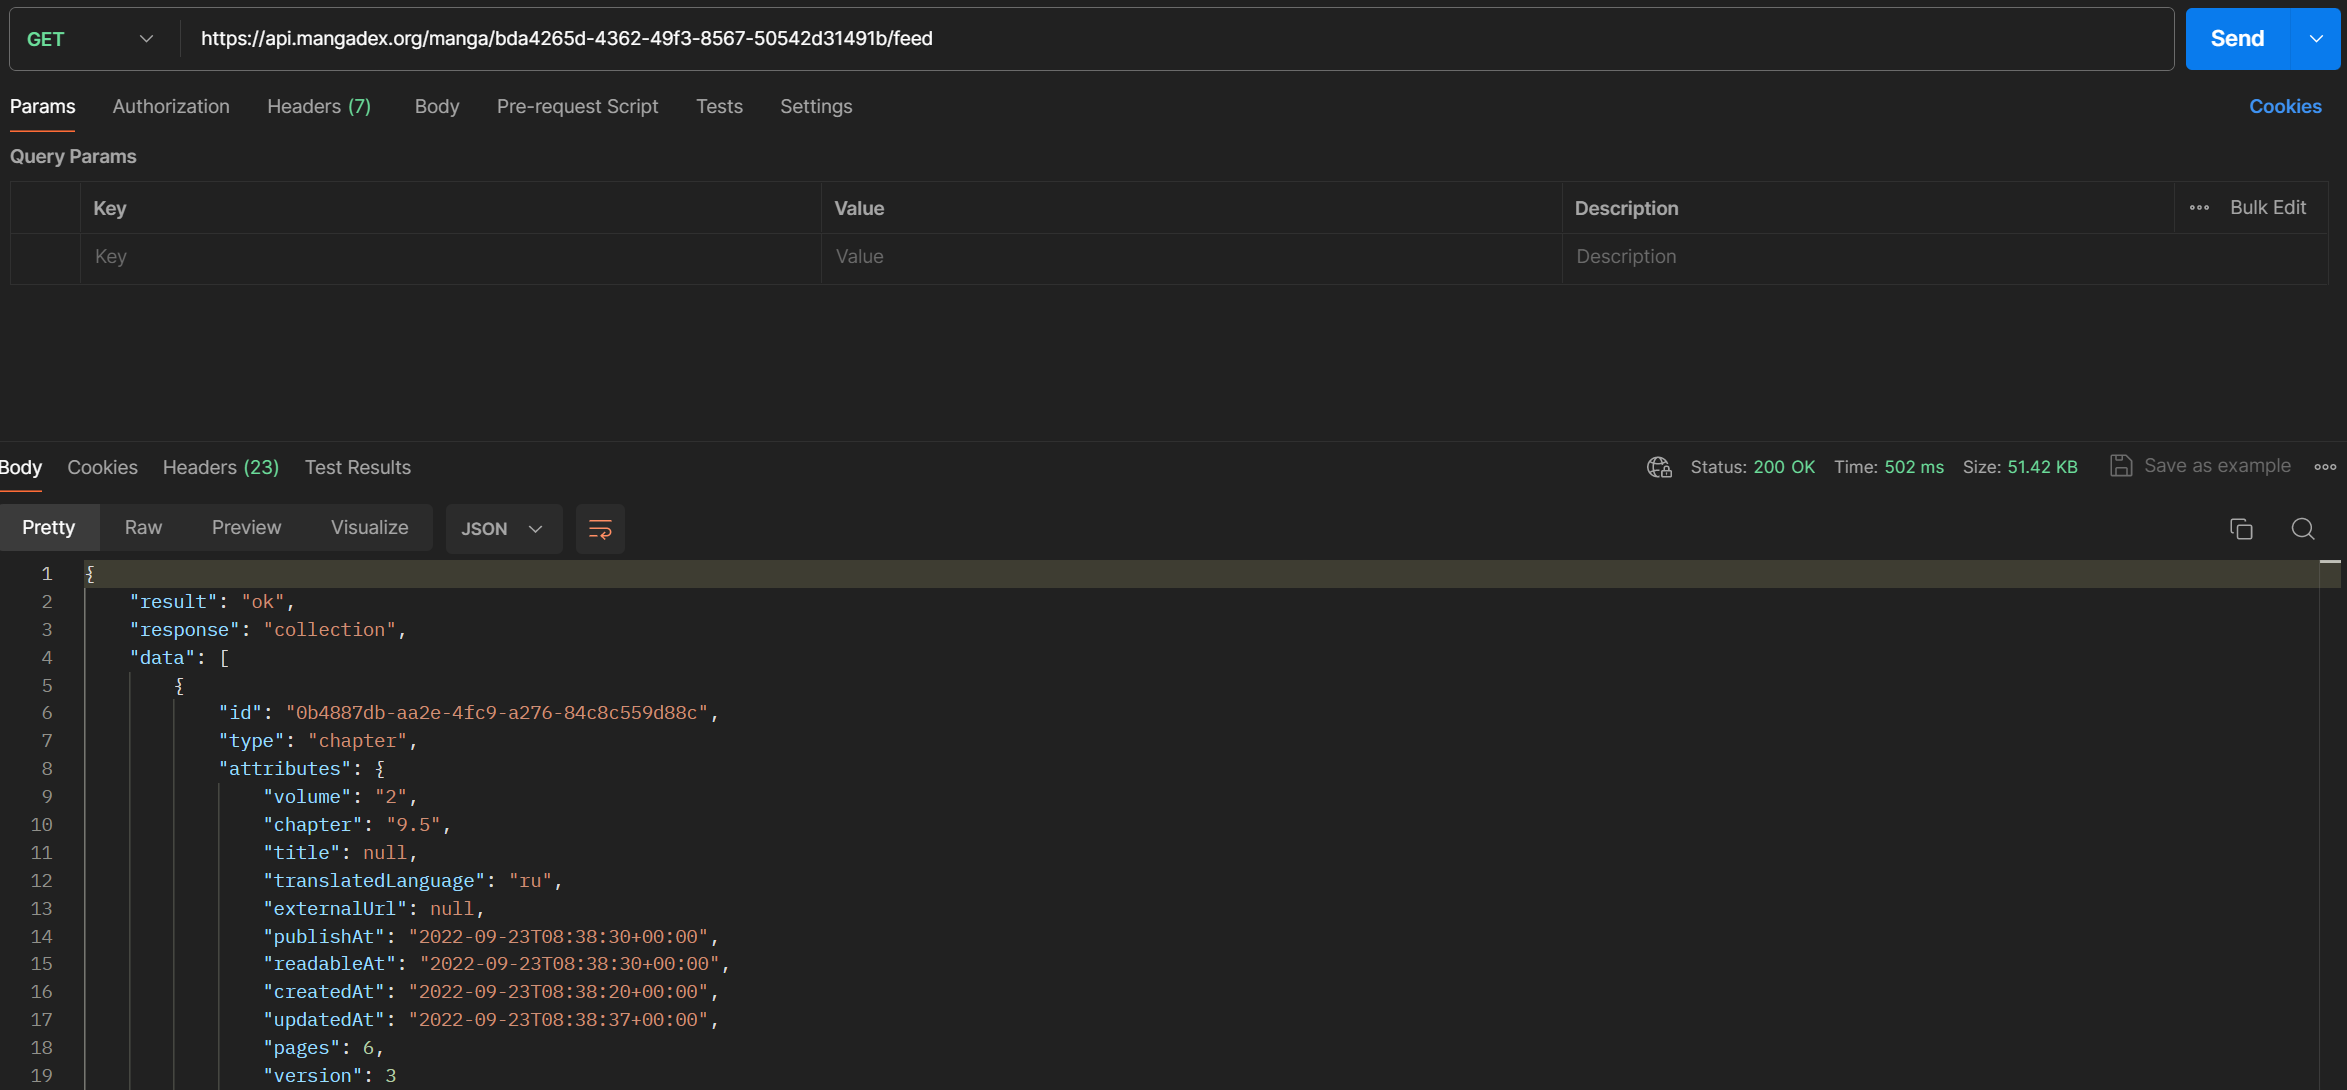 GET https://api.mangadex.org/manga/bda4265d-4362-49f3-8567-50542d31491b/feed Send
Params Authorization Headers (7) Body Pre-request Script Tests Settings Cookies
Query Params
Key Value Description Bulk Edit
Key Value Description
Body Cookies Headers (23) Test Results Status: 200 OK Time: 502 ms Size: 51.42 KB Save as example
Pretty Raw Preview Visualize JSON
1 {
2 "result": "ok",
3 "response": "collection",
4 "data": [
5 {
6 "id": "0b4887db-aa2e-4fc9-a276-84c8c559d88c",
7 "type": "chapter",
8 "attributes": {
9 "volume": "2",
10 "chapter": "9.5",
11 "title": null,
12 "translatedLanguage": "ru",
13 "externalUrl": null,
14 "publishAt": "2022-09-23T08:38:30+00:00",
15 "readableAt": "2022-09-23T08:38:30+00:00",
16 "createdAt": "2022-09-23T08:38:20+00:00",
17 "updatedAt": "2022-09-23T08:38:37+00:00",
18 "pages": 6,
19 "version": 3